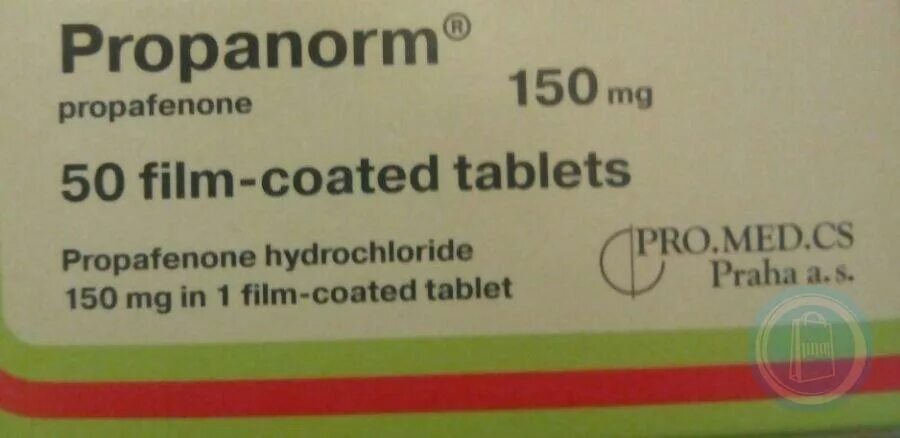 Propanorm®
propafenone
150 mg
50 film-coated tablets
Propafenone hydrochloride
150 mg in 1 film-coated tablet
PRO.MED.CS
Praha a. s.